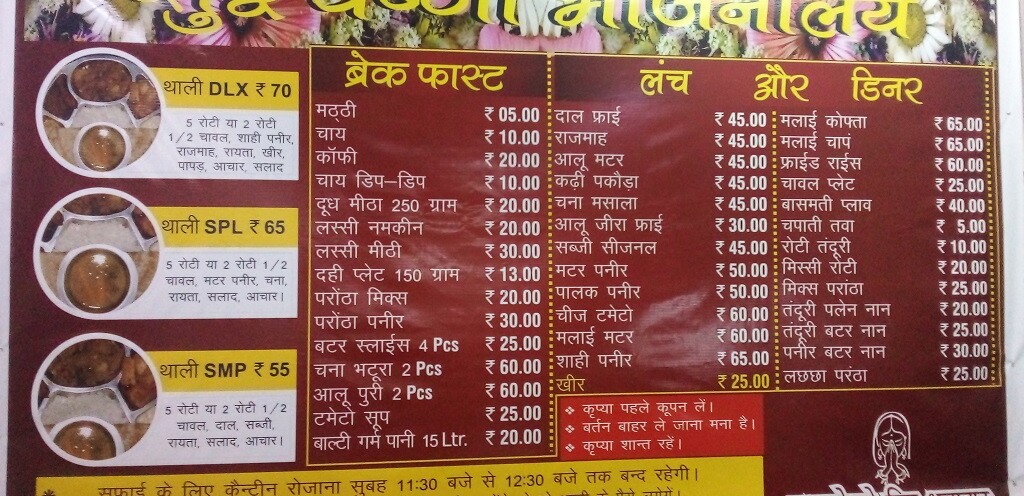 शुद्ध वैष्णो भोजनालय
थाली DLX ₹ 70
5 रोटी या 2 रोटी
1/2 चावल, शाही पनीर,
राजमाह, रायता, खीर,
पापड़, आचार, सलाद
थाली SPL ₹ 65
5 रोटी या 2 रोटी 1/2
चावल, मटर पनीर, चना,
रायता, सलाद, आचार।
थाली SMP ₹ 55
5 रोटी या 2 रोटी 1/2
चावल, दाल, सब्जी,
रायता, सलाद, आचार।
ब्रेक फास्ट
मठ्ठी ₹ 05.00
चाय ₹ 10.00
कॉफी ₹ 20.00
चाय डिप–डिप ₹ 10.00
दूध मीठा 250 ग्राम ₹ 20.00
लस्सी नमकीन ₹ 20.00
लस्सी मीठी ₹ 30.00
दही प्लेट 150 ग्राम ₹ 13.00
परोंठा मिक्स ₹ 20.00
परोंठा पनीर ₹ 30.00
बटर स्लाईस 4 Pcs ₹ 25.00
चना भटूरा 2 Pcs ₹ 60.00
आलू पुरी 2 Pcs ₹ 60.00
टमेटो सूप ₹ 25.00
बाल्टी गर्म पानी 15 Ltr. ₹ 20.00
लंच और डिनर
दाल फ्राई ₹ 45.00
राजमाह ₹ 45.00
आलू मटर ₹ 45.00
कढ़ी पकौड़ा ₹ 45.00
चना मसाला ₹ 45.00
आलू जीरा फ्राई ₹ 30.00
सब्जी सीजनल ₹ 45.00
मटर पनीर ₹ 50.00
पालक पनीर ₹ 50.00
चीज टमेटो ₹ 60.00
मलाई मटर ₹ 60.00
शाही पनीर ₹ 65.00
खीर ₹ 25.00
मलाई कोफ्ता ₹ 65.00
मलाई चापं ₹ 65.00
फ्राईड राईस ₹ 60.00
चावल प्लेट ₹ 25.00
बासमती प्लाव ₹ 40.00
चपाती तवा ₹ 5.00
रोटी तंदूरी ₹ 10.00
मिस्सी रोटी ₹ 20.00
मिक्स परांठा ₹ 25.00
तंदूरी पलेन नान ₹ 20.00
तंदूरी बटर नान ₹ 25.00
पनीर बटर नान ₹ 30.00
लछछा परंठा ₹ 25.00
❖ कृप्या पहले कूपन लें।
❖ बर्तन बाहर ले जाना मना है।
❖ कृप्या शान्त रहें।
* सफाई के लिए कैन्टीन रोजाना सुबह 11:30 बजे से 12:30 बजे तक बन्द रहेगी।